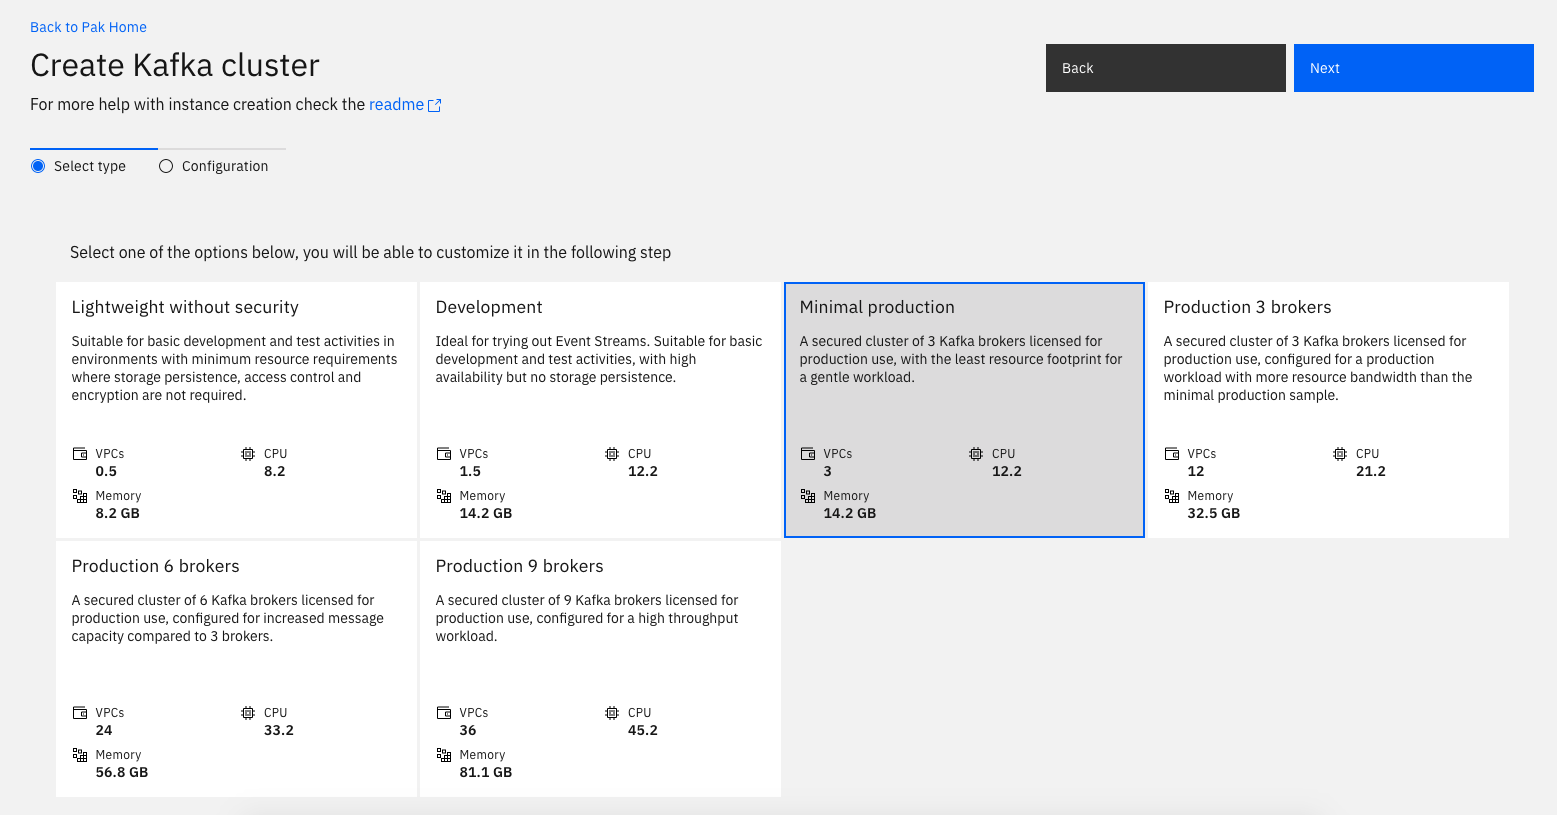 Back to Pak Home
Create Kafka cluster
Back
Next
For more help with instance creation check the readme
Select type
Configuration
Select one of the options below, you will be able to customize it in the following step
Lightweight without security
Suitable for basic development and test activities in
environments with minimum resource requirements
where storage persistence, access control and
encryption are not required.
VPCs
0.5
CPU
8.2
Memory
8.2 GB
Development
Ideal for trying out Event Streams. Suitable for basic
development and test activities, with high
availability but no storage persistence.
VPCs
1.5
CPU
12.2
Memory
14.2 GB
Minimal production
A secured cluster of 3 Kafka brokers licensed for
production use, with the least resource footprint for
a gentle workload.
VPCs
3
CPU
12.2
Memory
14.2 GB
Production 3 brokers
A secured cluster of 3 Kafka brokers licensed for
production use, configured for a production
workload with more resource bandwidth than the
minimal production sample.
VPCs
12
CPU
21.2
Memory
32.5 GB
Production 6 brokers
A secured cluster of 6 Kafka brokers licensed for
production use, configured for increased message
capacity compared to 3 brokers.
VPCs
24
CPU
33.2
Memory
56.8 GB
Production 9 brokers
A secured cluster of 9 Kafka brokers licensed for
production use, configured for a high throughput
workload.
VPCs
36
CPU
45.2
Memory
81.1 GB